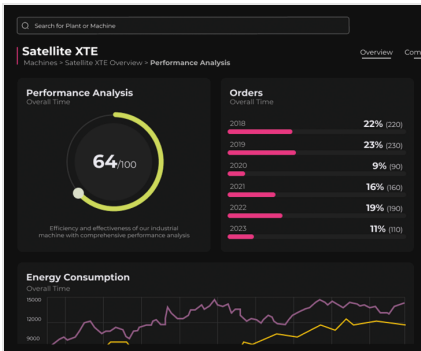 Search for Plant or Machine
Satellite XTE
Machines > Satellite XTE Overview > Performance Analysis
Overview Com
Performance Analysis
Overall Time
64/100
Efficiency and effectiveness of our industrial
machine with comprehensive performance analysis
Orders
Overall Time
2018 22% (220)
2019 23% (230)
2020 9% (90)
2021 16% (160)
2022 19% (190)
2023 11% (110)
Energy Consumption
Overall Time
15000
12000
9000